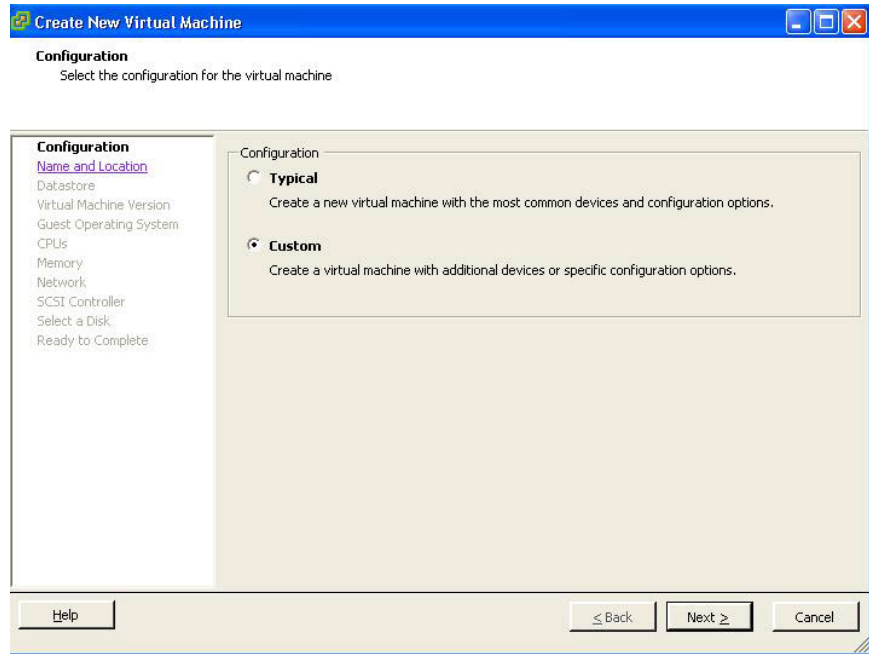 Create New Virtual Machine
Configuration
Select the configuration for the virtual machine
Configuration
Name and Location
Datastore
Virtual Machine Version
Guest Operating System
CPUs
Memory
Network
SCSI Controller
Select a Disk
Ready to Complete
Configuration
Typical
Create a new virtual machine with the most common devices and configuration options.
Custom
Create a virtual machine with additional devices or specific configuration options.
Help
< Back
Next >
Cancel